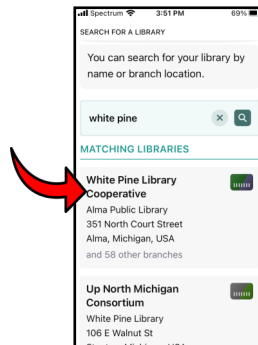 Spectrum 3:51 PM 69%
SEARCH FOR A LIBRARY
You can search for your library by
name or branch location.
white pine
MATCHING LIBRARIES
White Pine Library
Cooperative
Alma Public Library
351 North Court Street
Alma, Michigan, USA
and 58 other branches
Up North Michigan
Consortium
White Pine Library
106 E Walnut St